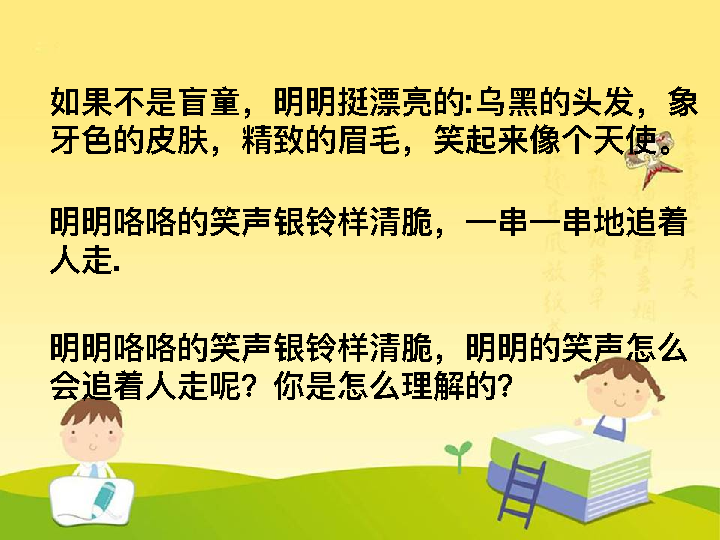 如果不是盲童，明明挺漂亮的:乌黑的头发，象
牙色的皮肤，精致的眉毛，笑起来像个天使。
明明咯咯的笑声银铃样清脆，一串一串地追着
人走.
明明咯咯的笑声银铃样清脆，明明的笑声怎么
会追着人走呢？你是怎么理解的？